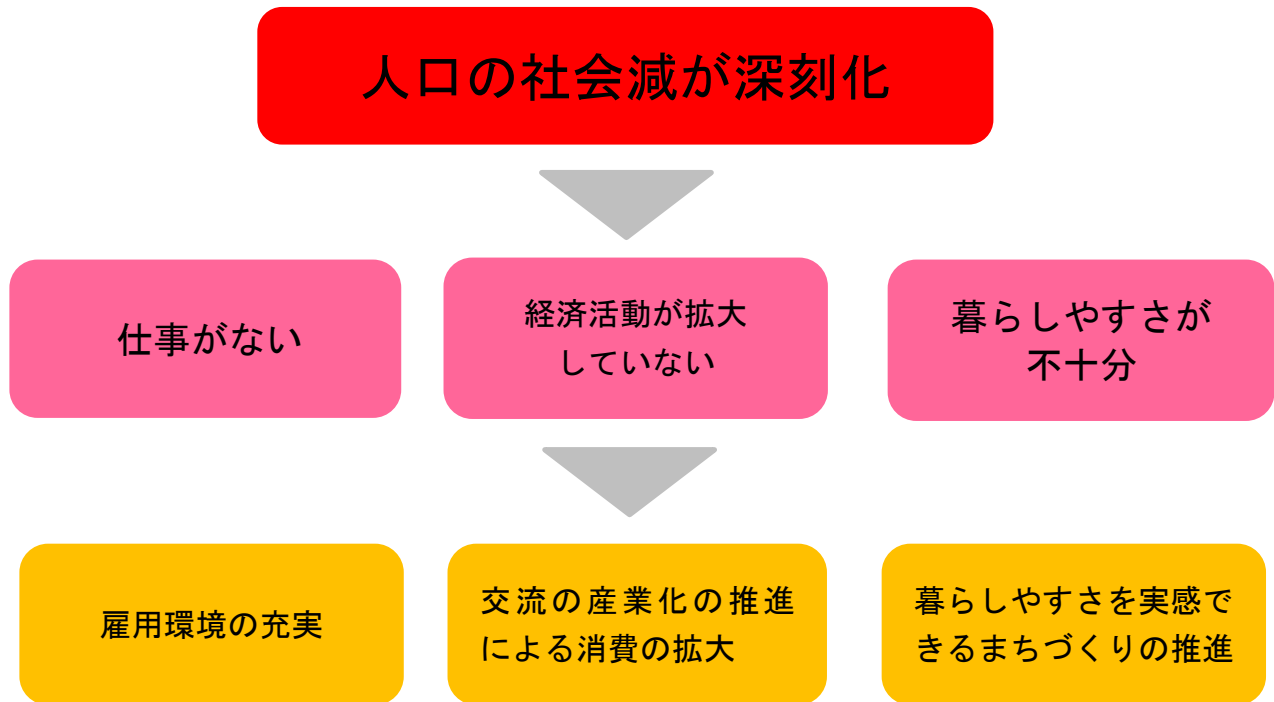 人口の社会減が深刻化
仕事がない
経済活動が拡大
していない
暮らしやすさが
不十分
雇用環境の充実
交流の産業化の推進
による消費の拡大
暮らしやすさを実感で
きるまちづくりの推進